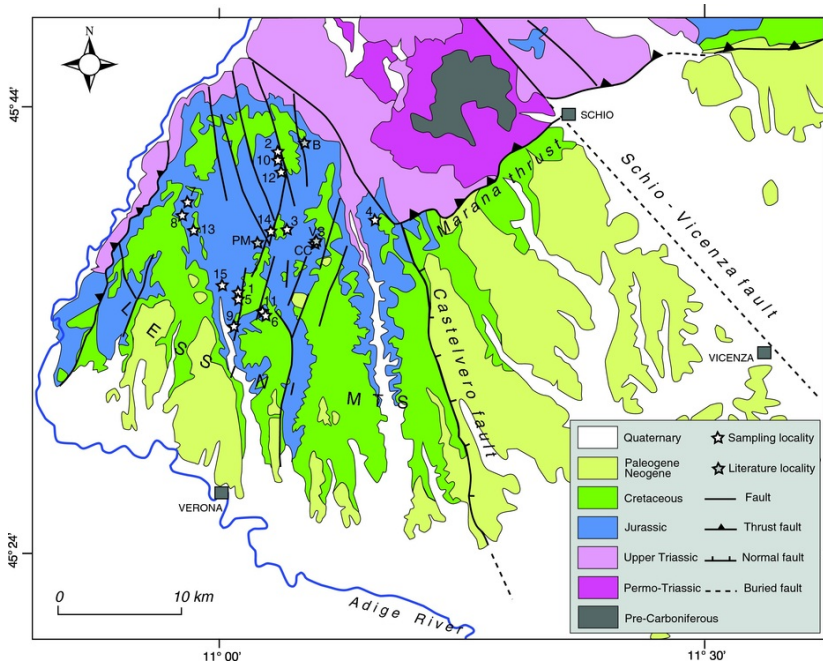 N
45° 44'
SCHIO
2
B
10
12
7
8
13
14
3
4
PM
V3
CC
Marana thrust
Schio - Vicenza fault
15
1
5
11
6
9
LESSINI
MTS
Castelvero fault
VICENZA
VERONA
45° 24'
0
10 km
Adige River
11° 00'
11° 30'
Quaternary
Paleogene
Neogene
Cretaceous
Jurassic
Upper Triassic
Permo-Triassic
Pre-Carboniferous
Sampling locality
Literature locality
Fault
Thrust fault
Normal fault
Buried fault